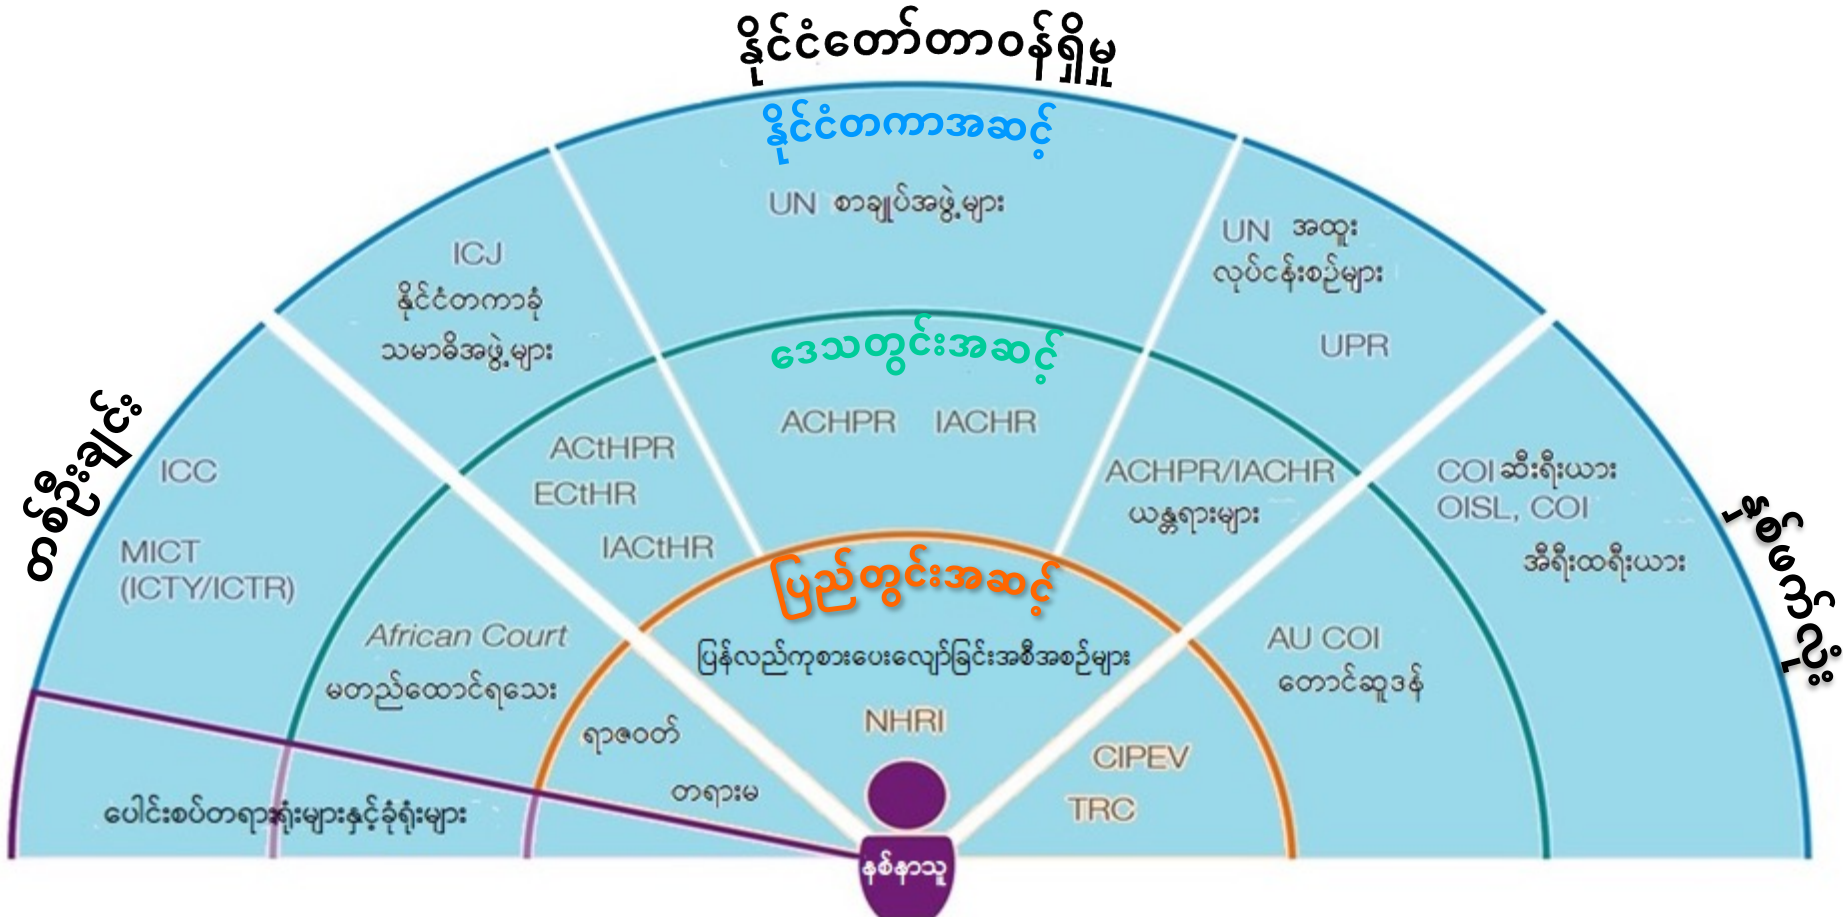 နိုင်ငံတော်တာဝန်ရှိမှု
နိုင်ငံတကာအဆင့်
UN စာချုပ်အဖွဲ့များ
ICJ
နိုင်ငံတကာခုံ
သမာဓိအဖွဲ့များ
UN အထူး
လုပ်ငန်းစဉ်များ
UPR
ဒေသတွင်းအဆင့်
ACHPR IACHR
ACtHPR
ECtHR
IACtHR
ACHPR/IACHR
ယန္တရားများ
တစ်ဦးချင်း
ICC
MICT
(ICTY/ICTR)
African Court
မတည်ထောင်ရသေး
နှစ်ဖက်လုံး
COI ဆီးရီးယား
OISL, COI
အီရီးထရီးယား
AU COI
တောင်ဆူဒန်
ပြည်တွင်းအဆင့်
ပြန်လည်ကုစားပေးလျော်ခြင်းအစီအစဉ်များ
NHRI
ရာဇဝတ်
တရားမ
CIPEV
TRC
ပေါင်းစပ်တရားရုံးများနှင့်ခုံရုံးများ
နစ်နာသူ